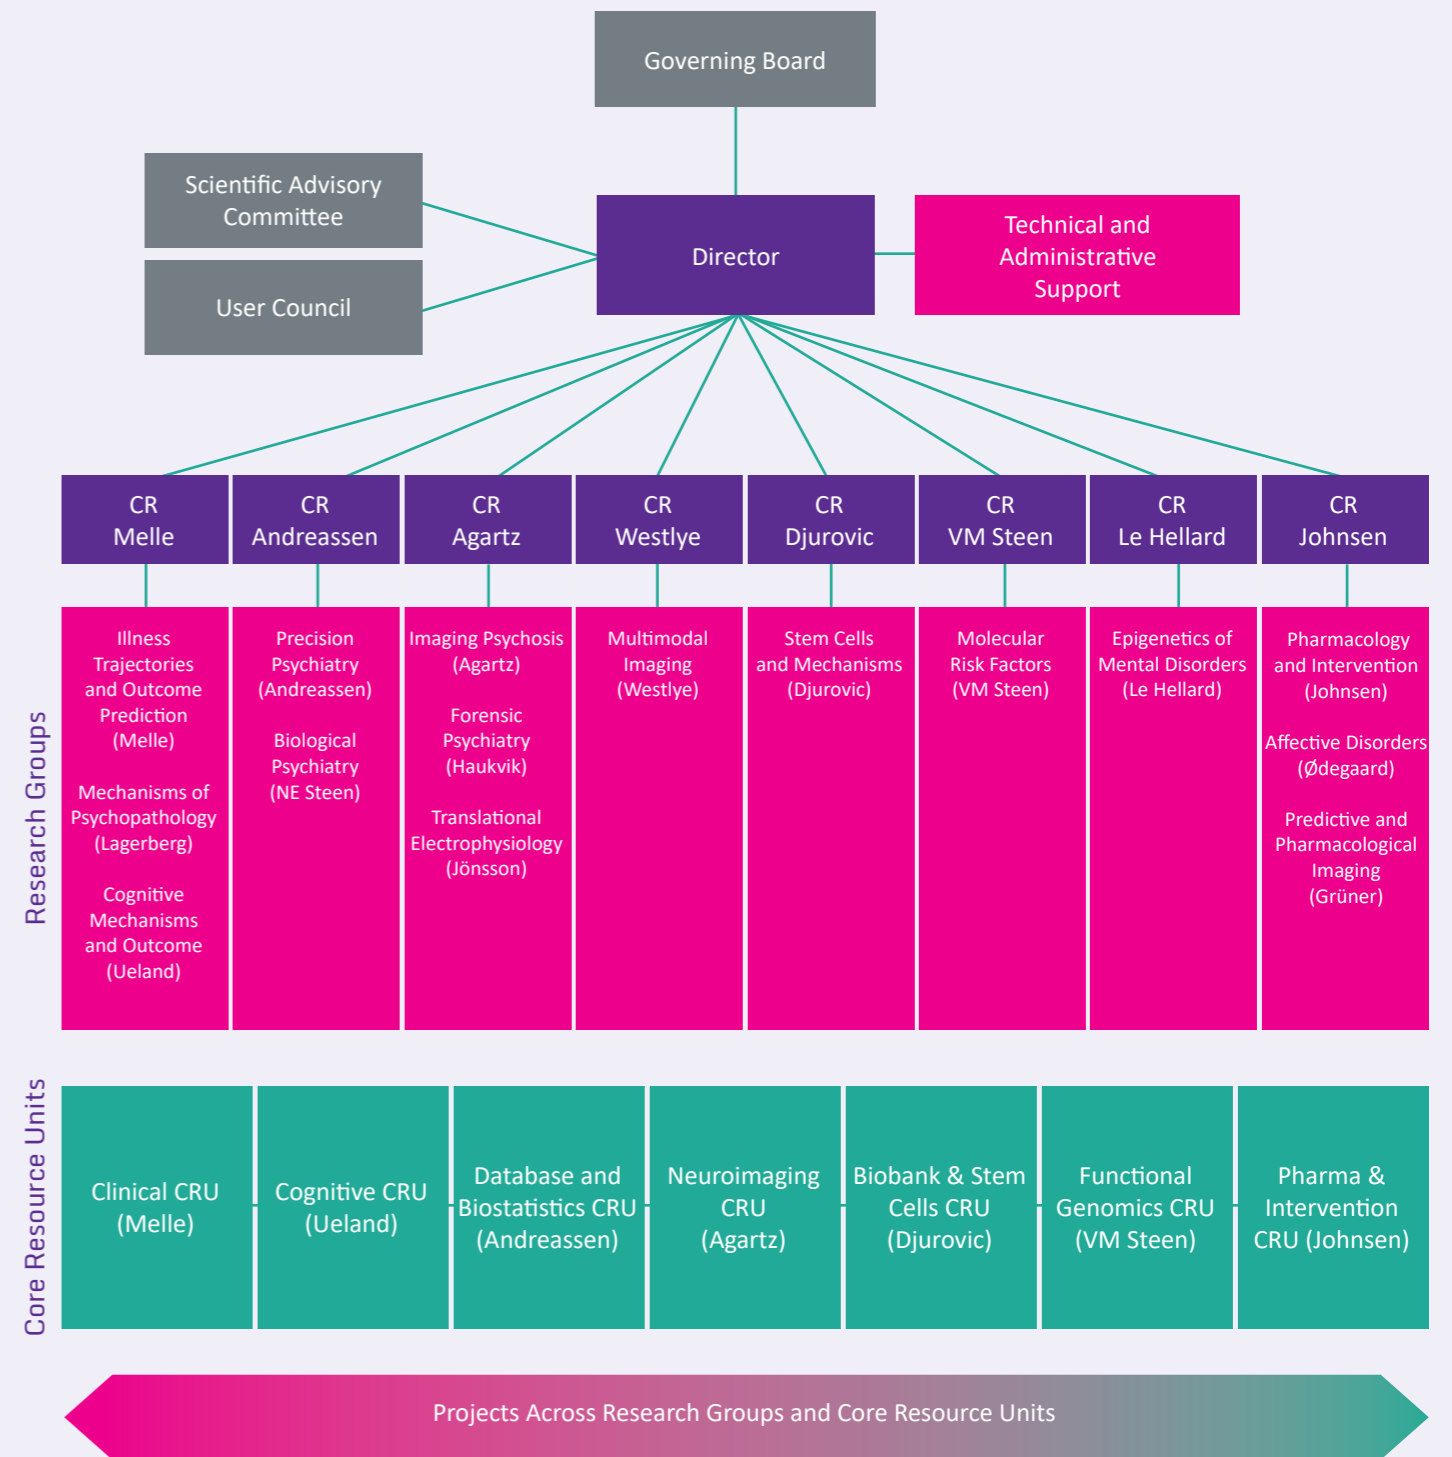 Governing Board
Scientific Advisory
Committee
User Council
Director
Technical and
Administrative
Support
CR
Melle
CR
Andreassen
CR
Agartz
CR
Westlye
CR
Djurovic
CR
VM Steen
CR
Le Hellard
CR
Johnsen
Research Groups
Illness
Trajectories
and Outcome
Prediction
(Melle)
Mechanisms of
Psychopathology
(Lagerberg)
Cognitive
Mechanisms
and Outcome
(Ueland)
Precision
Psychiatry
(Andreassen)
Biological
Psychiatry
(NE Steen)
Imaging Psychosis
(Agartz)
Forensic
Psychiatry
(Haukvik)
Translational
Electrophysiology
(Jönsson)
Multimodal
Imaging
(Westlye)
Stem Cells
and Mechanisms
(Djurovic)
Molecular
Risk Factors
(VM Steen)
Epigenetics of
Mental Disorders
(Le Hellard)
Pharmacology
and Intervention
(Johnsen)
Affective Disorders
(Ødegaard)
Predictive and
Pharmacological
Imaging
(Grüner)
Core Resource Units
Clinical CRU
(Melle)
Cognitive CRU
(Ueland)
Database and
Biostatistics CRU
(Andreassen)
Neuroimaging
CRU
(Agartz)
Biobank & Stem
Cells CRU
(Djurovic)
Functional
Genomics CRU
(VM Steen)
Pharma &
Intervention
CRU (Johnsen)
Projects Across Research Groups and Core Resource Units